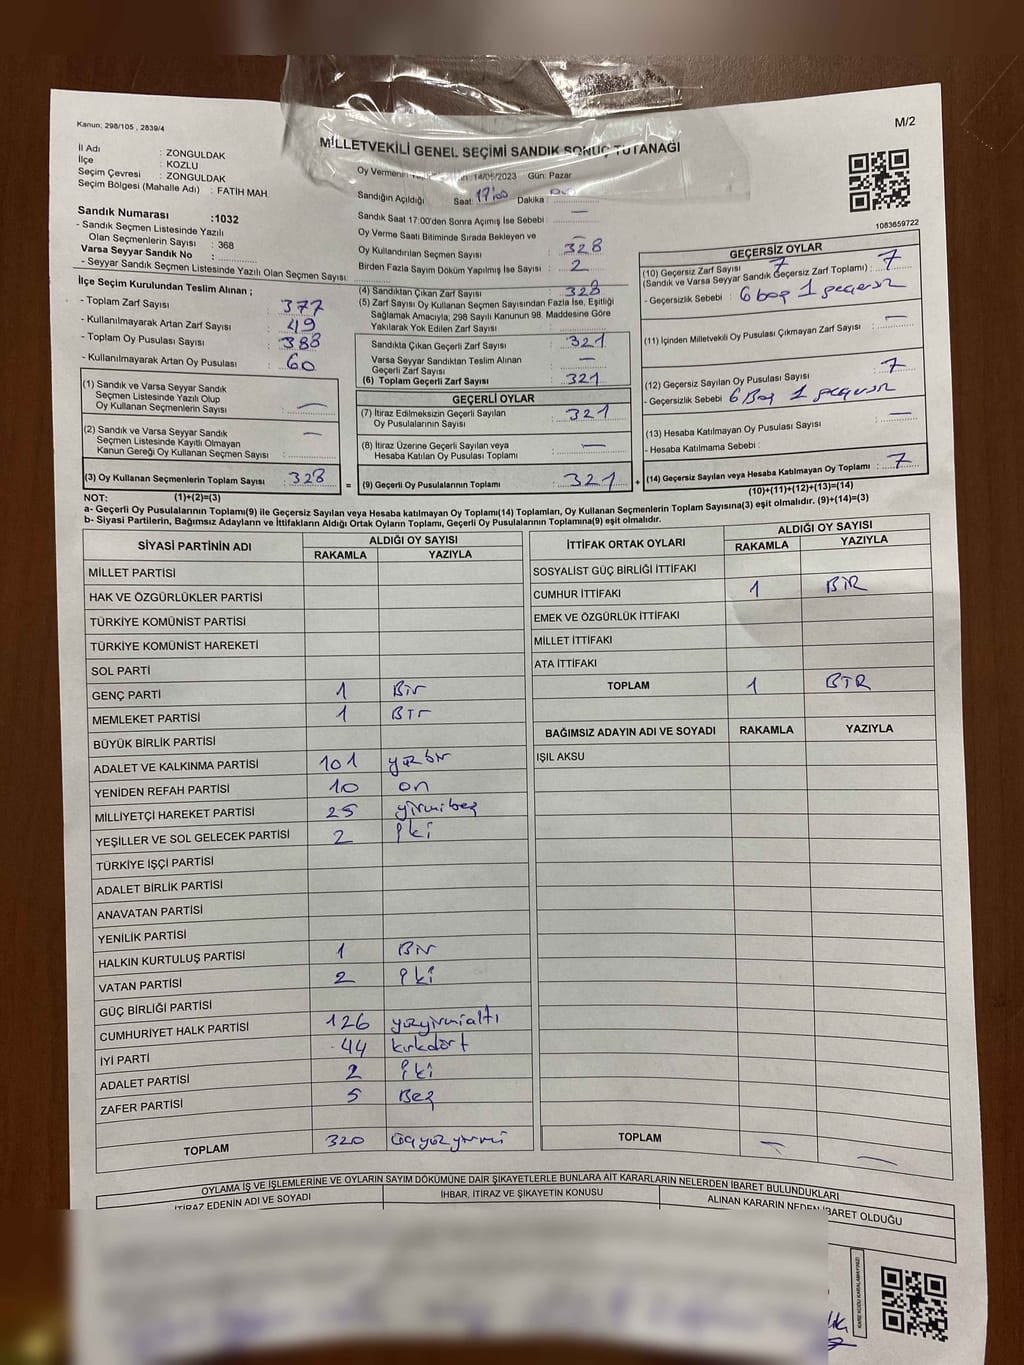 Kanun; 298/105 , 2839/4
M/2
MİLLETVEKİLİ GENEL SEÇİMİ SANDIK SONUÇ TUTANAĞI
İl Adı : ZONGULDAK
İlçe : KOZLU
Seçim Çevresi : ZONGULDAK
Seçim Bölgesi (Mahalle Adı) : FATİH MAH.
Sandık Numarası :1032
- Sandık Seçmen Listesinde Yazılı
Olan Seçmenlerin Sayısı : 368
Varsa Seyyar Sandık No :
- Seyyar Sandık Seçmen Listesinde Yazılı Olan Seçmen Sayısı:
İlçe Seçim Kurulundan Teslim Alınan ;
- Toplam Zarf Sayısı : 377
- Kullanılmayarak Artan Zarf Sayısı : 49
- Toplam Oy Pusulası Sayısı : 388
- Kullanılmayarak Artan Oy Pusulası : 60
(1) Sandık ve Varsa Seyyar Sandık
Seçmen Listesinde Yazılı Olup
Oy Kullanan Seçmenlerin Sayısı : —
(2) Sandık ve Varsa Seyyar Sandık
Seçmen Listesinde Kayıtlı Olmayan
Kanun Gereği Oy Kullanan Seçmen Sayısı : —
(3) Oy Kullanan Seçmenlerin Toplam Sayısı : 328
Oy Vermenin 14/05/2023 Gün: Pazar
Sandığın Açıldığı Saat: 17:00 Dakika
Sandık Saat 17:00'den Sonra Açımış İse Sebebi : —
Oy Verme Saati Bitiminde Sırada Bekleyen ve
Oy Kullandırılan Seçmen Sayısı : 328
Birden Fazla Sayım Döküm Yapılmış İse Sayısı : 2
(4) Sandıktan Çıkan Zarf Sayısı : 328
(5) Zarf Sayısı Oy Kullanan Seçmen Sayısından Fazla İse, Eşitliği
Sağlamak Amacıyla, 298 Sayılı Kanunun 98. Maddesine Göre
Yakılarak Yok Edilen Zarf Sayısı :
Sandıkta Çıkan Geçerli Zarf Sayısı : 321
Varsa Seyyar Sandıktan Teslim Alınan
Geçerli Zarf Sayısı : —
(6) Toplam Geçerli Zarf Sayısı : 321
GEÇERLİ OYLAR
(7) İtiraz Edilmeksizin Geçerli Sayılan
Oy Pusulalarının Sayısı : 321
(8) İtiraz Üzerine Geçerli Sayılan veya
Hesaba Katılan Oy Pusulası Toplamı : —
= (9) Geçerli Oy Pusulalarının Toplamı : 321 +
1083659722
GEÇERSİZ OYLAR
(10) Geçersiz Zarf Sayısı 7
(Sandık ve Varsa Seyyar Sandık Geçersiz Zarf Toplamı) : 7
- Geçersizlik Sebebi : 6 boş 1 geçersiz
(11) İçinden Milletvekili Oy Pusulası Çıkmayan Zarf Sayısı : —
(12) Geçersiz Sayılan Oy Pusulası Sayısı : 7
- Geçersizlik Sebebi : 6 Boş 1 geçersiz
(13) Hesaba Katılmayan Oy Pusulası Sayısı : —
- Hesaba Katılmama Sebebi :
(14) Geçersiz Sayılan veya Hesaba Katılmayan Oy Toplamı : 7
(10)+(11)+(12)+(13)=(14)
NOT: (1)+(2)=(3)
a- Geçerli Oy Pusulalarının Toplamı(9) ile Geçersiz Sayılan veya Hesaba katılmayan Oy Toplamı(14) Toplamları, Oy Kullanan Seçmenlerin Toplam Sayısına(3) eşit olmalıdır. (9)+(14)=(3)
b- Siyasi Partilerin, Bağımsız Adayların ve İttifakların Aldığı Ortak Oyların Toplamı, Geçerli Oy Pusulalarının Toplamına(9) eşit olmalıdır.
SİYASİ PARTİNİN ADI ALDIĞI OY SAYISI
RAKAMLA YAZIYLA
MİLLET PARTİSİ
HAK VE ÖZGÜRLÜKLER PARTİSİ
TÜRKİYE KOMÜNİST PARTİSİ
TÜRKİYE KOMÜNİST HAREKETİ
SOL PARTİ
GENÇ PARTİ 1 Bir
MEMLEKET PARTİSİ 1 Bir
BÜYÜK BİRLİK PARTİSİ
ADALET VE KALKINMA PARTİSİ 101 yüzbir
YENİDEN REFAH PARTİSİ 10 on
MİLLİYETÇİ HAREKET PARTİSİ 25 yirmibeş
YEŞİLLER VE SOL GELECEK PARTİSİ 2 iki
TÜRKİYE İŞÇİ PARTİSİ
ADALET BİRLİK PARTİSİ
ANAVATAN PARTİSİ
YENİLİK PARTİSİ
HALKIN KURTULUŞ PARTİSİ 1 Bir
VATAN PARTİSİ 2 iki
GÜÇ BİRLİĞİ PARTİSİ
CUMHURİYET HALK PARTİSİ 126 yüzyirmialtı
İYİ PARTİ 44 kırkdört
ADALET PARTİSİ 2 iki
ZAFER PARTİSİ 5 Beş
TOPLAM 320 üçyüzyirmi
İTTİFAK ORTAK OYLARI ALDIĞI OY SAYISI
RAKAMLA YAZIYLA
SOSYALİST GÜÇ BİRLİĞİ İTTİFAKI
CUMHUR İTTİFAKI 1 BİR
EMEK VE ÖZGÜRLÜK İTTİFAKI
MİLLET İTTİFAKI
ATA İTTİFAKI
TOPLAM 1 BİR
BAĞIMSIZ ADAYIN ADI VE SOYADI RAKAMLA YAZIYLA
IŞIL AKSU
TOPLAM — —
OYLAMA İŞ VE İŞLEMLERİNE VE OYLARIN SAYIM DÖKÜMÜNE DAİR ŞİKAYETLERLE BUNLARA AİT KARARLARIN NELERDEN İBARET BULUNDUKLARI
İTİRAZ EDENİN ADI VE SOYADI İHBAR, İTİRAZ VE ŞİKAYETİN KONUSU ALINAN KARARIN NEDEN İBARET OLDUĞU
KARE KODU KARALAMAYINIZ!